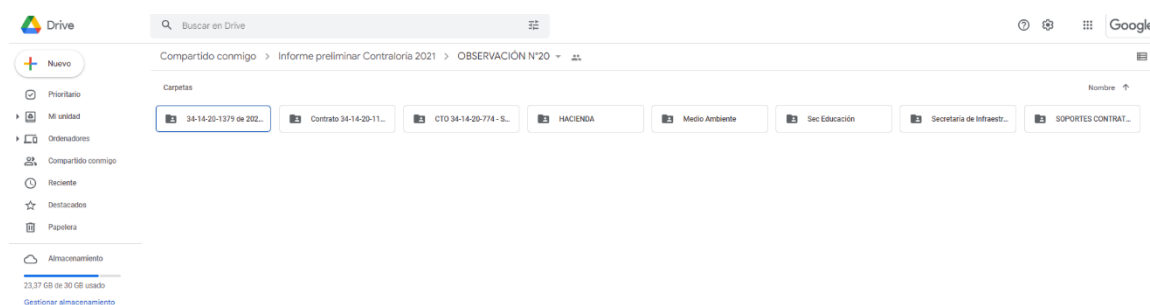 Drive
Buscar en Drive
Google
Nuevo
Compartido conmigo > Informe preliminar Contraloria 2021 > OBSERVACIÓN N°20
Carpetas
Nombre ↑
Prioritario
Mi unidad
Ordenadores
Compartido conmigo
Reciente
Destacados
Papelera
Almacenamiento
23,37 GB de 30 GB usado
Gestionar almacenamiento
34-14-20-1379 de 202...
Contrato 34-14-20-11...
CTO 34-14-20-774 - S...
HACIENDA
Medio Ambiente
Sec Educación
Secretaria de Infraestr...
SOPORTES CONTRAT...